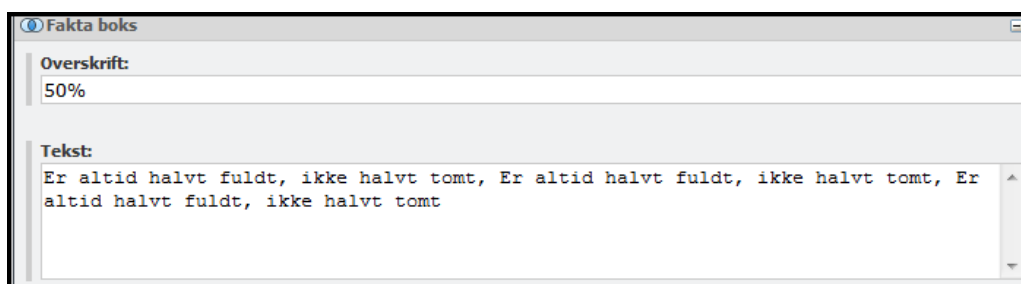 Fakta boks
Overskrift:
50%
Tekst:
Er altid halvt fuldt, ikke halvt tomt, Er altid halvt fuldt, ikke halvt tomt, Er
altid halvt fuldt, ikke halvt tomt